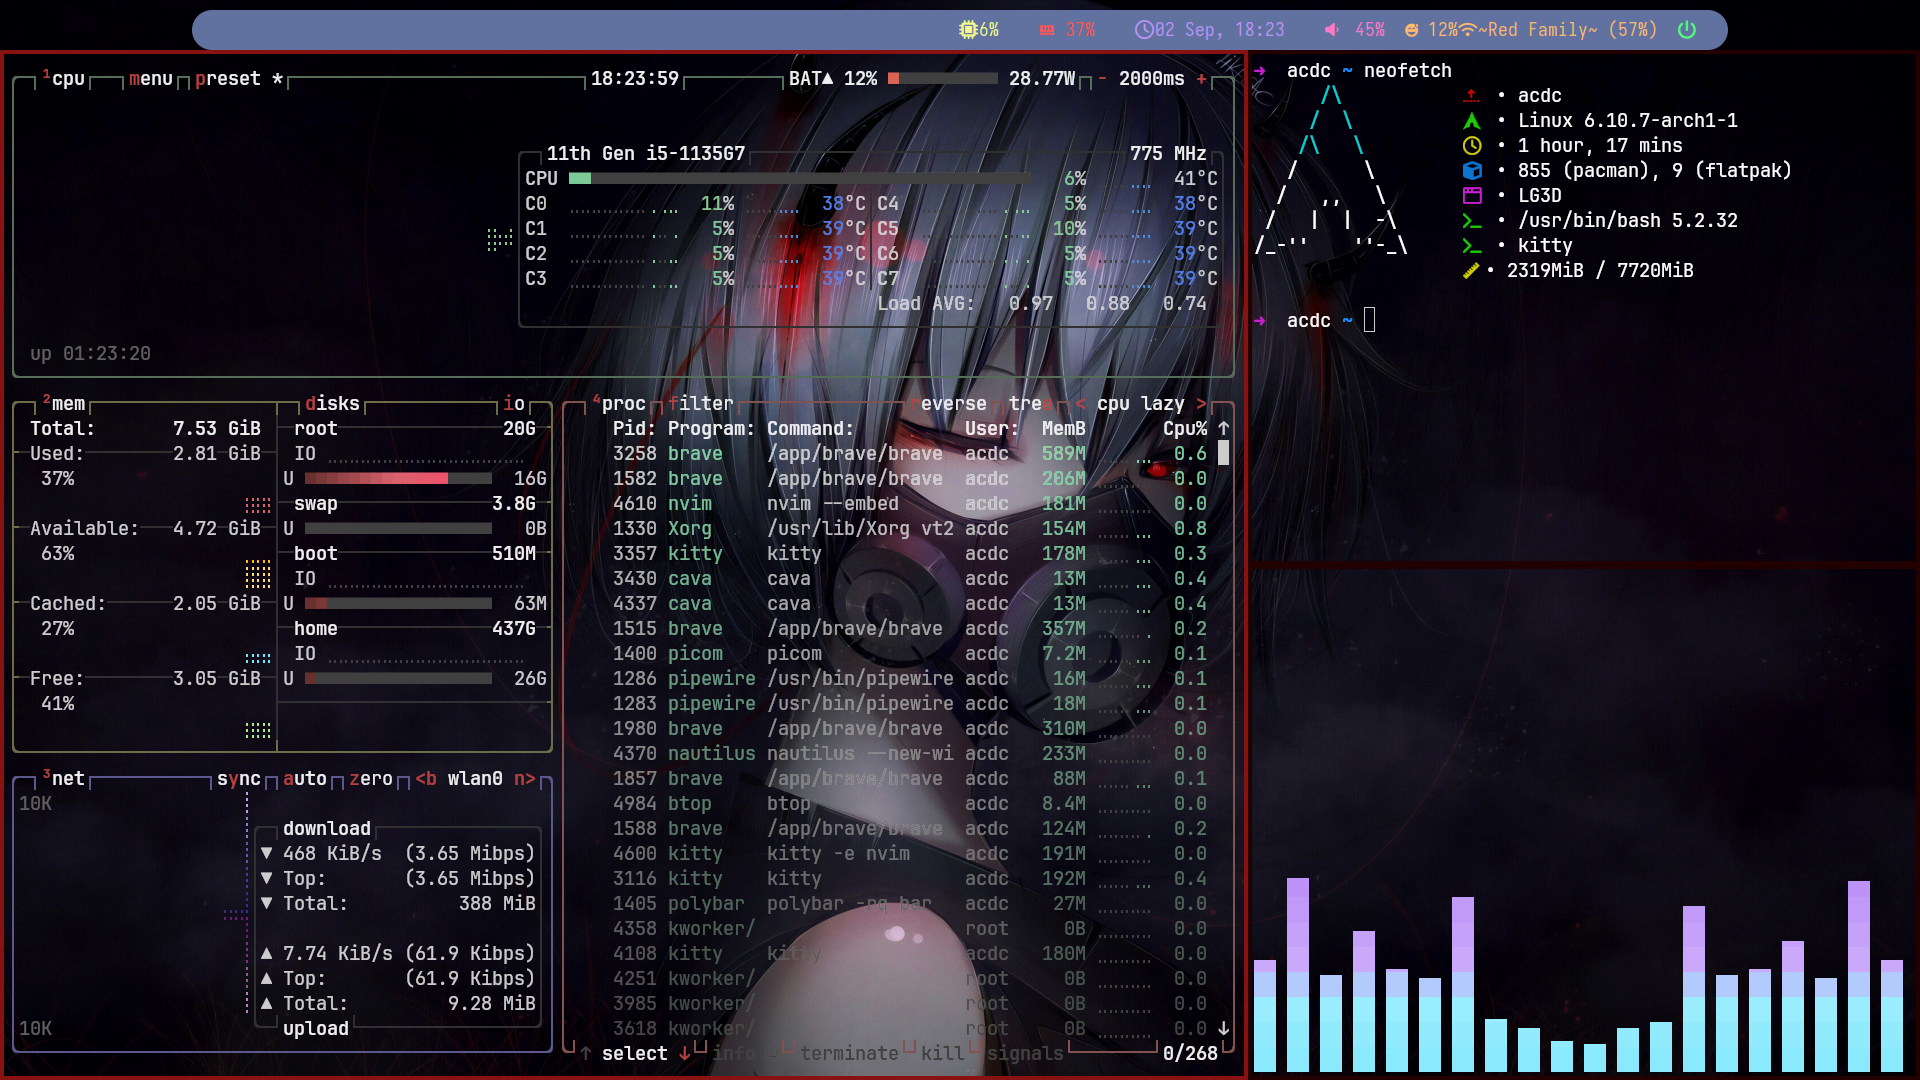 6% 37% 02 Sep, 18:23 45% 12% ~Red Family~ (57%)
1cpu menu preset * 18:23:59 BAT▲ 12% 28.77W - 2000ms +
11th Gen i5-1135G7 775 MHz
CPU 6% 41°C
C0 11% 38°C C4 5% 38°C
C1 5% 39°C C5 10% 39°C
C2 5% 39°C C6 5% 39°C
C3 5% 39°C C7 5% 39°C
Load AVG: 0.97 0.88 0.74
up 01:23:20
2mem disks io
Total: 7.53 GiB root 20G
Used: 2.81 GiB IO
37% U 16G
swap 3.8G
Available: 4.72 GiB U 0B
63% boot 510M
IO
Cached: 2.05 GiB U 63M
27% home 437G
IO
Free: 3.05 GiB U 26G
41%
3net sync auto zero <b wlan0 n>
10K
download
▼ 468 KiB/s (3.65 Mibps)
▼ Top: (3.65 Mibps)
▼ Total: 388 MiB
▲ 7.74 KiB/s (61.9 Kibps)
▲ Top: (61.9 Kibps)
▲ Total: 9.28 MiB
10K upload
4proc filter reverse tree < cpu lazy >
Pid: Program: Command: User: MemB Cpu% ↑
3258 brave /app/brave/brave acdc 589M 0.6
1582 brave /app/brave/brave acdc 206M 0.0
4610 nvim nvim --embed acdc 181M 0.0
1330 Xorg /usr/lib/Xorg vt2 acdc 154M 0.8
3357 kitty kitty acdc 178M 0.3
3430 cava cava acdc 13M 0.4
4337 cava cava acdc 13M 0.4
1515 brave /app/brave/brave acdc 357M 0.2
1400 picom picom acdc 7.2M 0.1
1286 pipewire /usr/bin/pipewire acdc 16M 0.1
1283 pipewire /usr/bin/pipewire acdc 18M 0.1
1980 brave /app/brave/brave acdc 310M 0.0
4370 nautilus nautilus --new-wi acdc 233M 0.0
1857 brave /app/brave/brave acdc 88M 0.1
4984 btop btop acdc 8.4M 0.0
1588 brave /app/brave/brave acdc 124M 0.2
4600 kitty kitty -e nvim acdc 191M 0.0
3116 kitty kitty acdc 192M 0.4
1405 polybar polybar -rq bar acdc 27M 0.0
4358 kworker/ root 0B 0.0
4108 kitty kitty acdc 180M 0.0
4251 kworker/ root 0B 0.0
3985 kworker/ root 0B 0.0
3618 kworker/ root 0B 0.0 ↓
↑ select ↓ info terminate kill signals 0/268
➜ acdc ~ neofetch
• acdc
• Linux 6.10.7-arch1-1
• 1 hour, 17 mins
• 855 (pacman), 9 (flatpak)
• LG3D
• /usr/bin/bash 5.2.32
• kitty
• 2319MiB / 7720MiB
➜ acdc ~